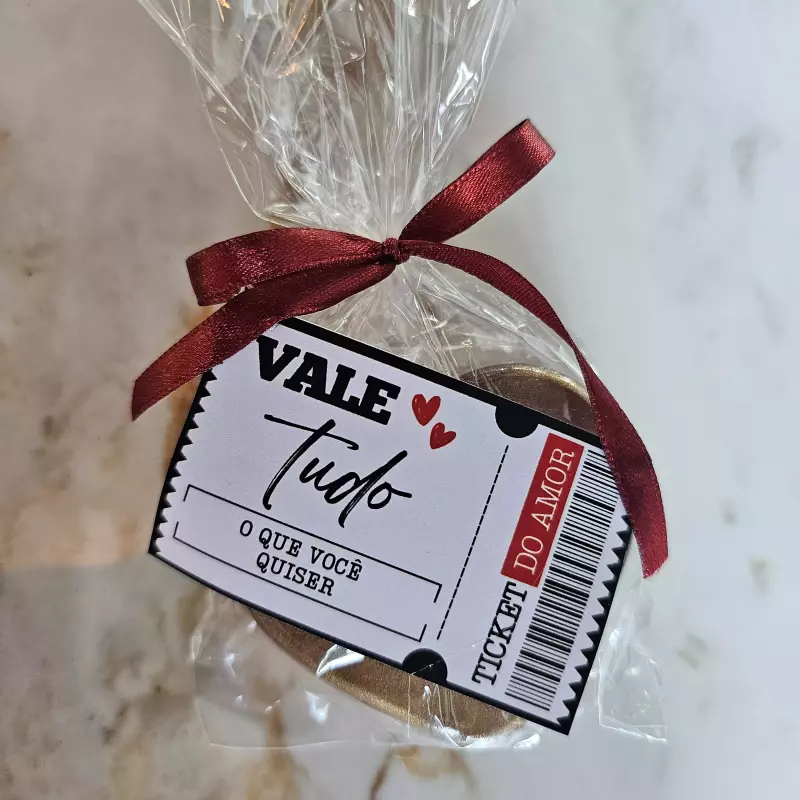 VALE
Tudo
O QUE VOCÊ
QUISER
TICKET DO AMOR